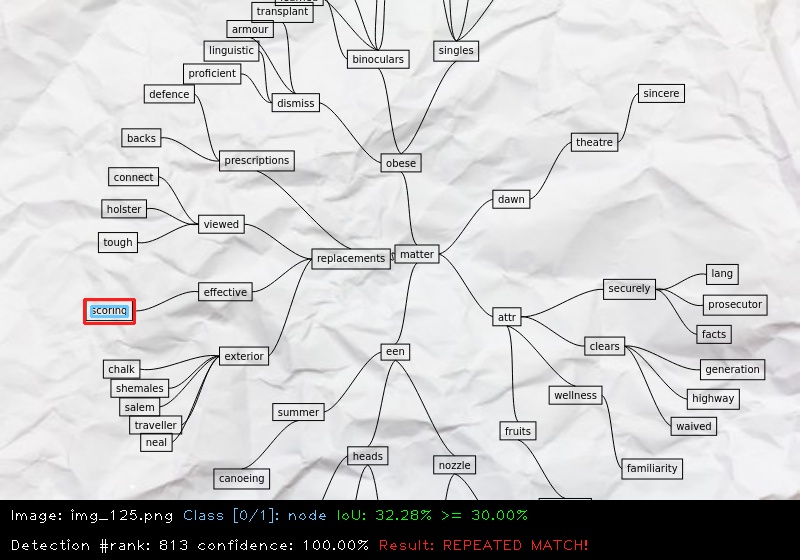 transplant
armour
linguistic
singles
binoculars
proficient
defence
dismiss
sincere
backs
theatre
prescriptions
obese
connect
dawn
holster
viewed
tough
replacements
matter
lang
securely
effective
prosecutor
scoring
attr
facts
clears
exterior
een
chalk
generation
shemales
wellness
highway
salem
summer
traveller
waived
fruits
neal
heads
nozzle
familiarity
canoeing
Image: img_125.png Class [0/1]: node IoU: 32.28% >= 30.00%
Detection #rank: 813 confidence: 100.00% Result: REPEATED MATCH!